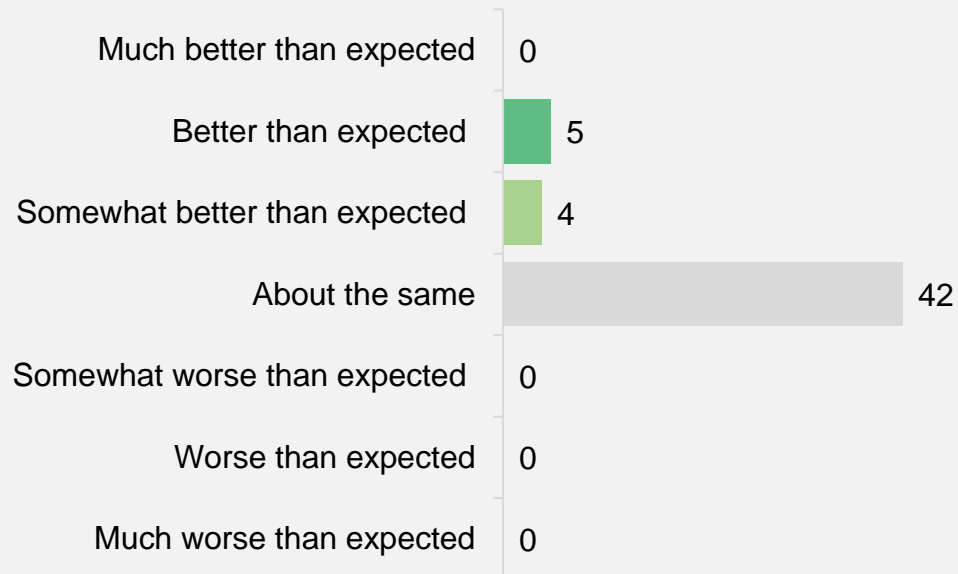 Much better than expected 0
Better than expected 5
Somewhat better than expected 4
About the same 42
Somewhat worse than expected 0
Worse than expected 0
Much worse than expected 0